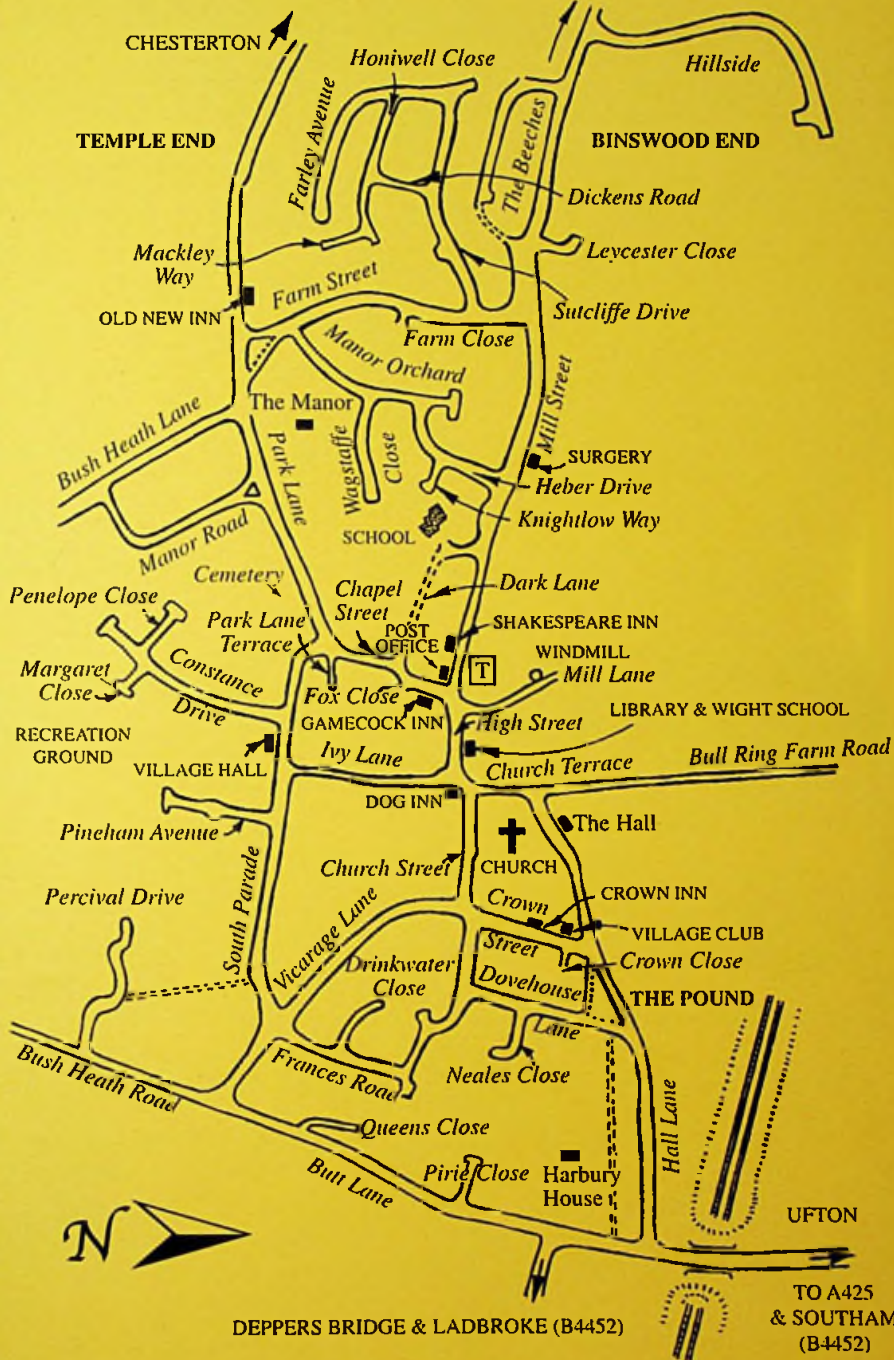 CHESTERTON
Honiwell Close
Hillside
Farley Avenue
TEMPLE END
BINSWOOD END
The Beeches
Dickens Road
Mackley
Way
Leycester Close
Farm Street
OLD NEW INN
Sutcliffe Drive
Farm Close
Manor Orchard
Mill Street
The Manor
Bush Heath Lane
Park Lane
Wagstaffe
Close
SURGERY
Heber Drive
Knightlow Way
SCHOOL
Manor Road
Cemetery
Dark Lane
Penelope Close
Chapel
Street
Park Lane
Terrace
POST
OFFICE
SHAKESPEARE INN
T
WINDMILL
Mill Lane
Margaret
Close
Constance
Drive
Fox Close
GAMECOCK INN
High Street
LIBRARY & WIGHT SCHOOL
RECREATION
GROUND
VILLAGE HALL
Ivy Lane
Church Terrace
Bull Ring Farm Road
DOG INN
Pineham Avenue
The Hall
Church Street
CHURCH
Percival Drive
South Parade
Vicarage Lane
Crown
Street
CROWN INN
VILLAGE CLUB
Crown Close
Drinkwater
Close
Dovehouse
Lane
THE POUND
Bush Heath Road
Frances Road
Neales Close
Hall Lane
Queens Close
Butt Lane
Pirie Close
Harbury
House
N
UFTON
TO A425
& SOUTHAM
(B4452)
DEPPERS BRIDGE & LADBROKE (B4452)